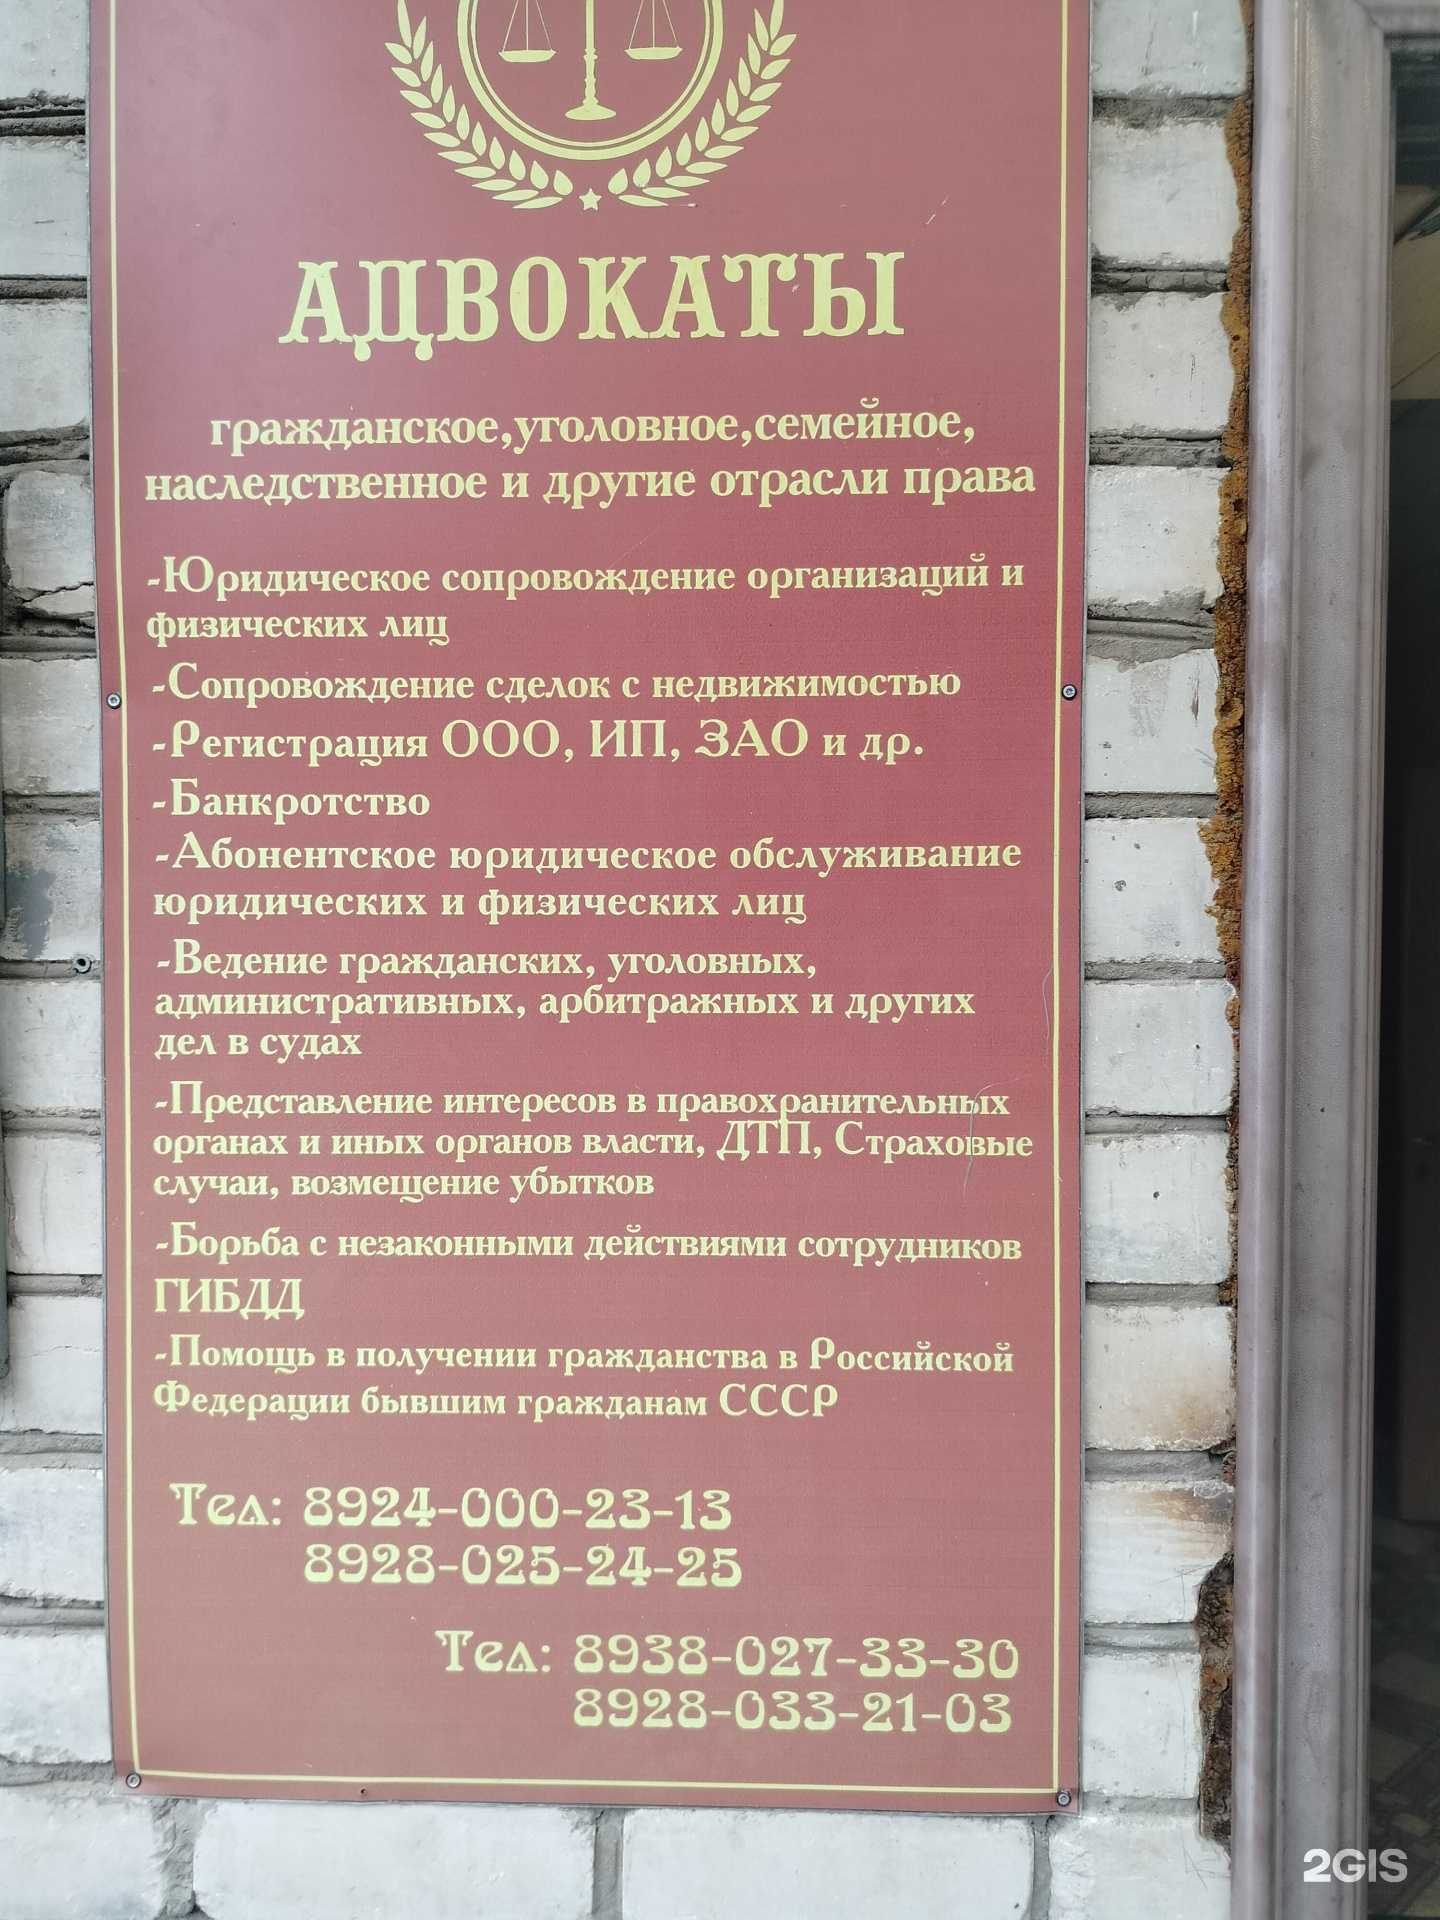 АДВОКАТЫ
гражданское,уголовное,семейное,
наследственное и другие отрасли права
-Юридическое сопровождение организаций и
физических лиц
-Сопровождение сделок с недвижимостью
-Регистрация ООО, ИП, ЗАО и др.
-Банкротство
-Абонентское юридическое обслуживание
юридических и физических лиц
-Ведение гражданских, уголовных,
административных, арбитражных и других
дел в судах
-Представление интересов в правохранительных
органах и иных органов власти, ДТП, Страховые
случаи, возмещение убытков
-Борьба с незаконными действиями сотрудников
ГИБДД
-Помощь в получении гражданства в Российской
Федерации бывшим гражданам СССР
Тел: 8924-000-23-13
8928-025-24-25
Тел: 8938-027-33-30
8928-033-21-03
2GIS